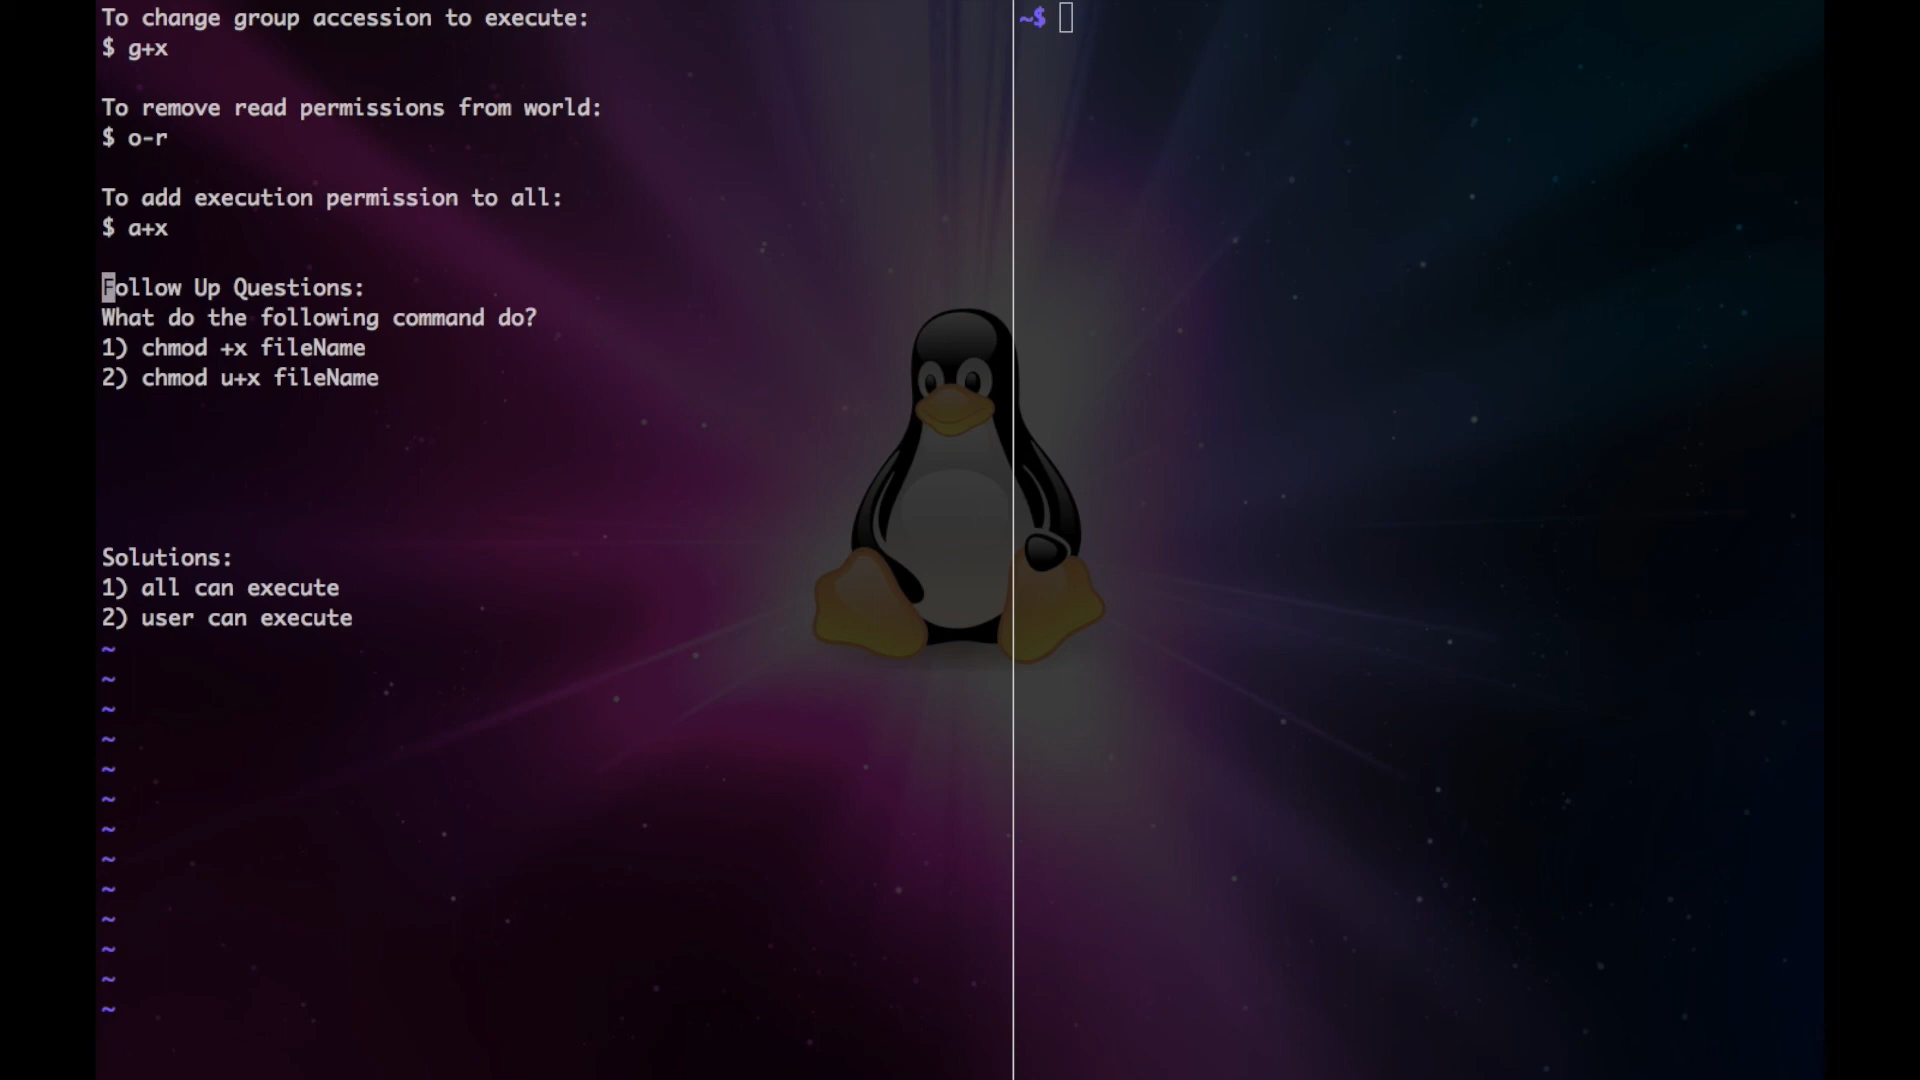 To change group accession to execute:
$ g+x
To remove read permissions from world:
$ o-r
To add execution permission to all:
$ a+x
Follow Up Questions:
What do the following command do?
1) chmod +x fileName
2) chmod u+x fileName
Solutions:
1) all can execute
2) user can execute
~
~
~
~
~
~
~
~
~
~
~
~
~
~$